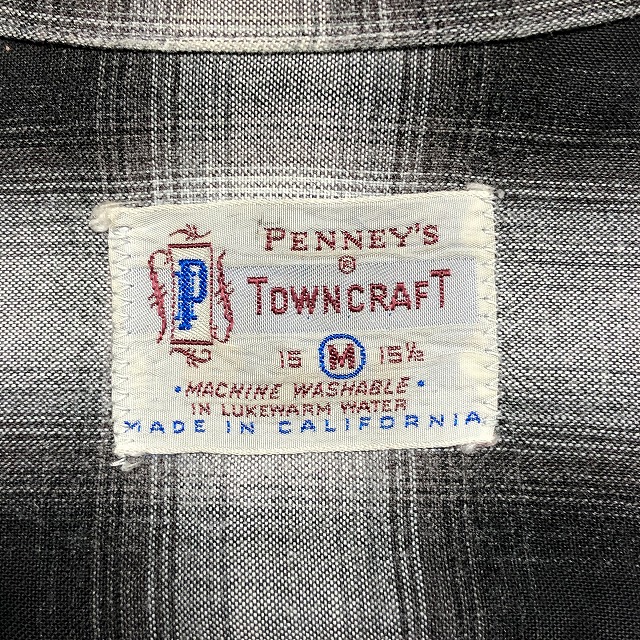 PENNEY'S
®
P
TOWNCRAFT
15 M 15½
•MACHINE WASHABLE•
IN LUKEWARM WATER
MADE IN CALIFORNIA